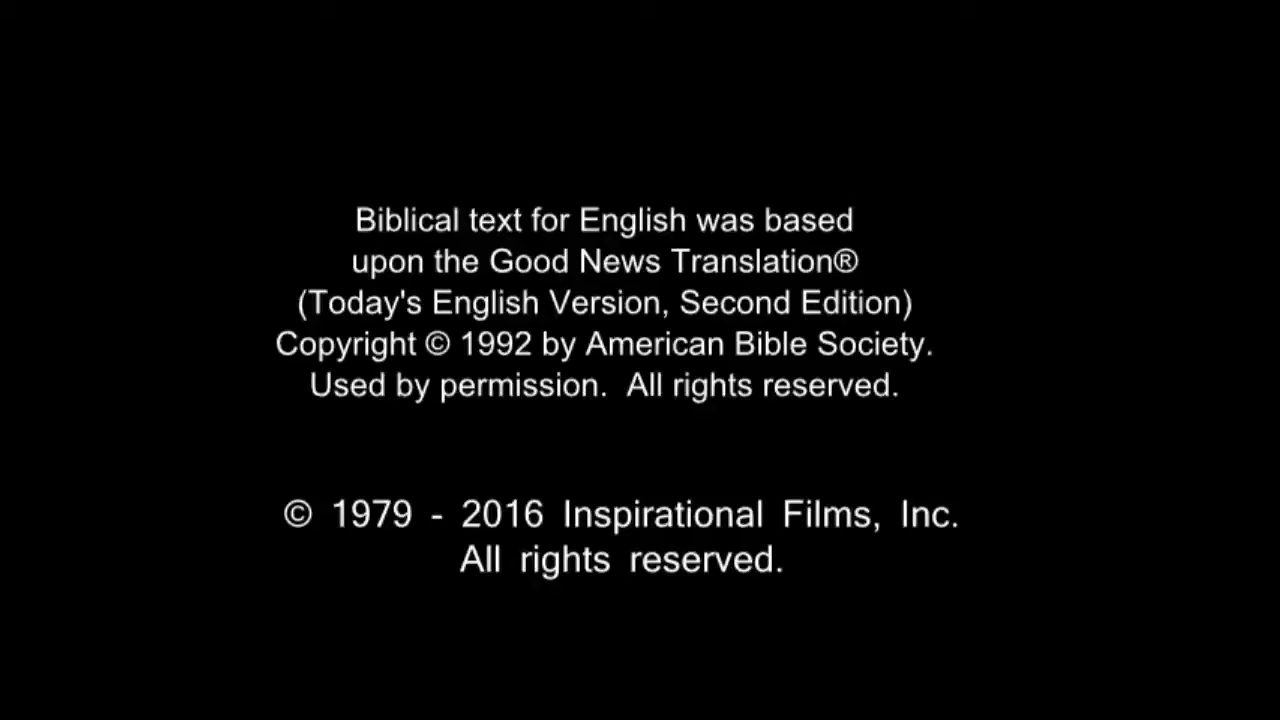 Biblical text for English was based
upon the Good News Translation®
(Today's English Version, Second Edition)
Copyright © 1992 by American Bible Society.
Used by permission.  All rights reserved.
© 1979 - 2016 Inspirational Films, Inc.
All rights reserved.